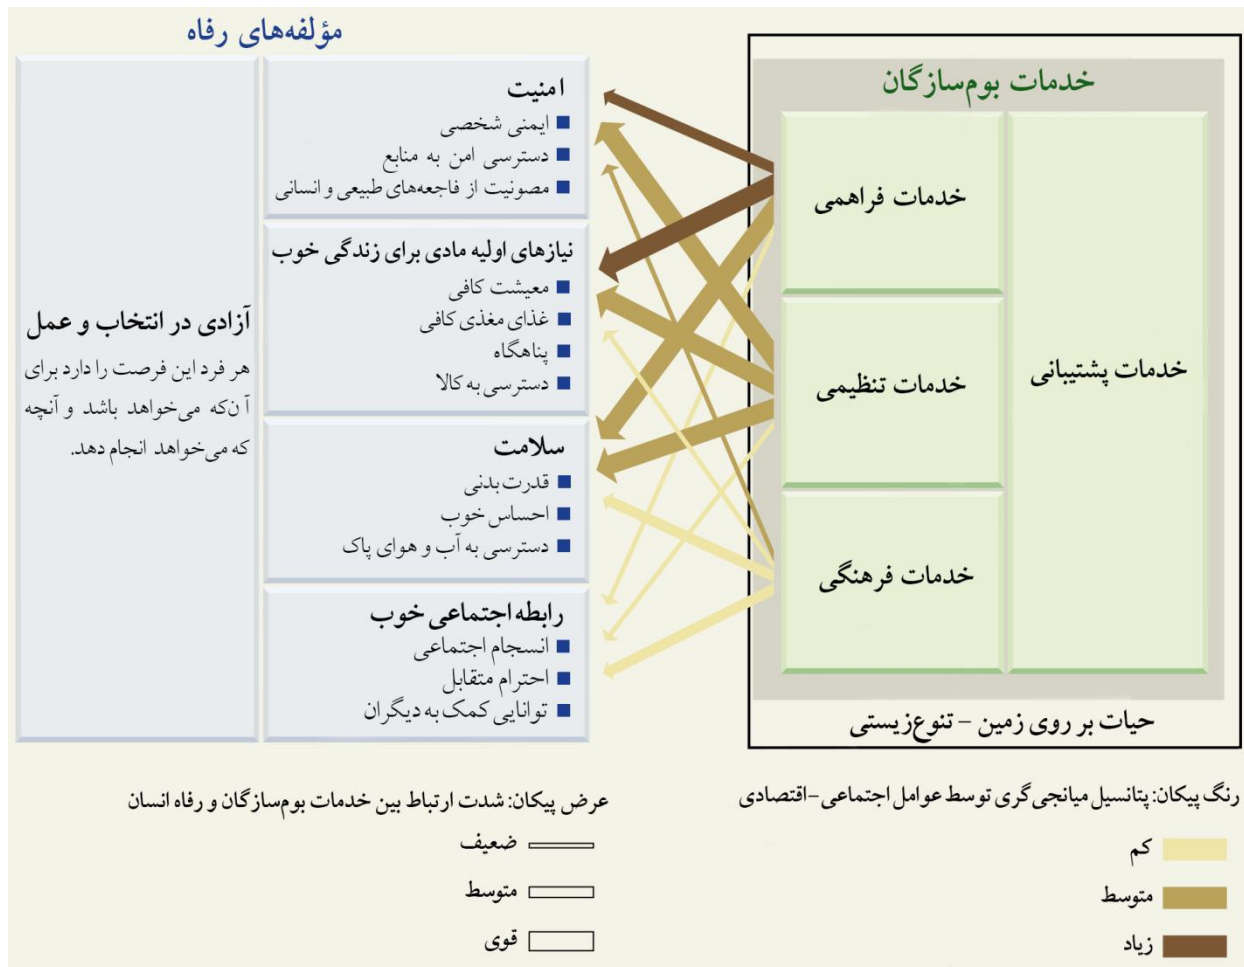 مؤلفه‌های رفاه
خدمات بوم‌سازگان
خدمات پشتیبانی
خدمات فراهمی
خدمات تنظیمی
خدمات فرهنگی
حیات بر روی زمین – تنوع‌زیستی
امنیت
ایمنی شخصی
دسترسی امن به منابع
مصونیت از فاجعه‌های طبیعی و انسانی
نیازهای اولیه مادی برای زندگی خوب
معیشت کافی
غذای مغذی کافی
پناهگاه
دسترسی به کالا
سلامت
قدرت بدنی
احساس خوب
دسترسی به آب و هوای پاک
رابطه اجتماعی خوب
انسجام اجتماعی
احترام متقابل
توانایی کمک به دیگران
آزادی در انتخاب و عمل
هر فرد این فرصت را دارد برای
آن‌که می‌خواهد باشد و آنچه
که می‌خواهد انجام دهد.
رنگ پیکان: پتانسیل میانجی‌گری توسط عوامل اجتماعی –اقتصادی
کم
متوسط
زیاد
عرض پیکان: شدت ارتباط بین خدمات بوم‌سازگان و رفاه انسان
ضعیف
متوسط
قوی